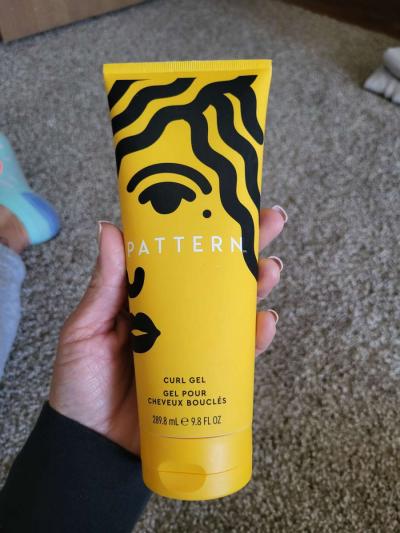 PATTERN
CURL GEL
GEL POUR
CHEVEUX BOUCLÉS
289.8 mL ℮ 9.8 FL OZ